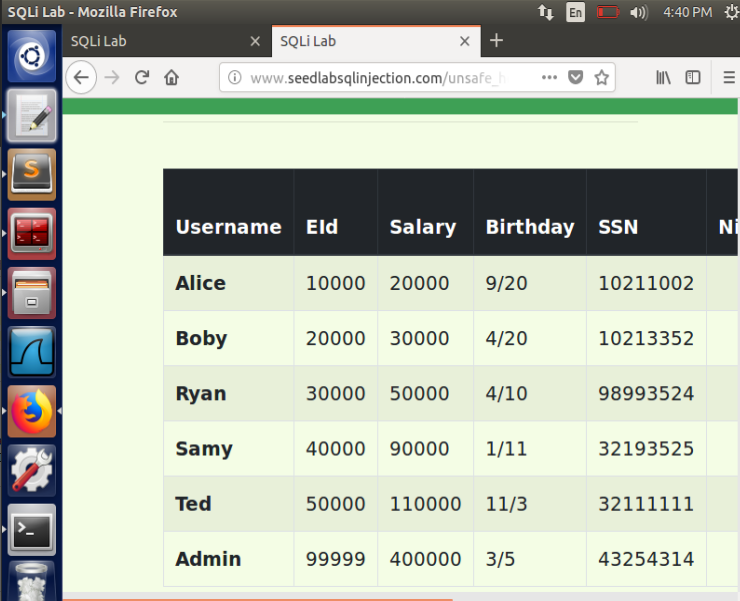 SQLi Lab - Mozilla Firefox En 4:40 PM
SQLi Lab SQLi Lab
www.seedlabsqlinjection.com/unsafe_h
Username EId Salary Birthday SSN Ni
Alice 10000 20000 9/20 10211002
Boby 20000 30000 4/20 10213352
Ryan 30000 50000 4/10 98993524
Samy 40000 90000 1/11 32193525
Ted 50000 110000 11/3 32111111
Admin 99999 400000 3/5 43254314